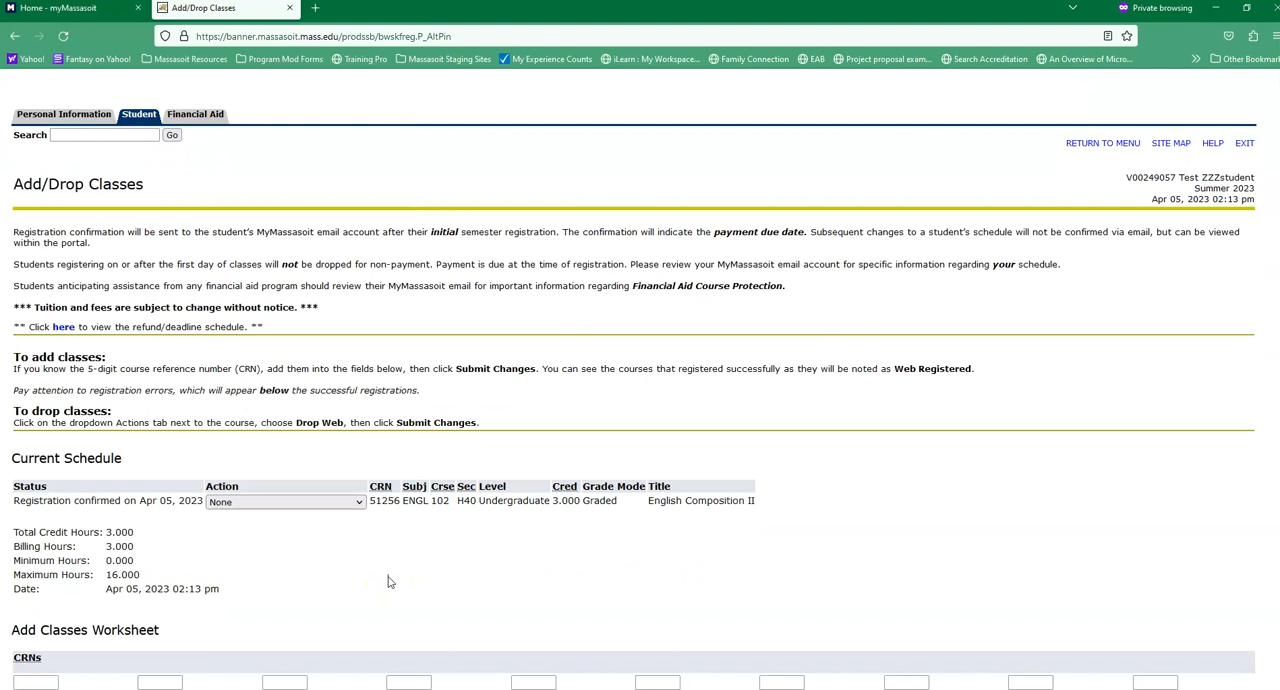 Home - myMassasoit
Add/Drop Classes
Private browsing
https://banner.massasoit.mass.edu/prodssb/bwskfreg.P_AltPin
Yahoo! Fantasy on Yahoo! Massasoit Resources Program Mod Forms Training Pro Massasoit Staging Sites My Experience Counts iLearn : My Workspace... Family Connection EAB Project proposal exam... Search Accreditation An Overview of Micro... Other Bookmar
Personal Information Student Financial Aid
Search Go
RETURN TO MENU SITE MAP HELP EXIT
Add/Drop Classes
V00249057 Test ZZZstudent
Summer 2023
Apr 05, 2023 02:13 pm
Registration confirmation will be sent to the student's MyMassasoit email account after their initial semester registration. The confirmation will indicate the payment due date. Subsequent changes to a student's schedule will not be confirmed via email, but can be viewed
within the portal.
Students registering on or after the first day of classes will not be dropped for non-payment. Payment is due at the time of registration. Please review your MyMassasoit email account for specific information regarding your schedule.
Students anticipating assistance from any financial aid program should review their MyMassasoit email for important information regarding Financial Aid Course Protection.
*** Tuition and fees are subject to change without notice. ***
** Click here to view the refund/deadline schedule. **
To add classes:
If you know the 5-digit course reference number (CRN), add them into the fields below, then click Submit Changes. You can see the courses that registered successfully as they will be noted as Web Registered.
Pay attention to registration errors, which will appear below the successful registrations.
To drop classes:
Click on the dropdown Actions tab next to the course, choose Drop Web, then click Submit Changes.
Current Schedule
Status Action CRN Subj Crse Sec Level Cred Grade Mode Title
Registration confirmed on Apr 05, 2023 None 51256 ENGL 102 H40 Undergraduate 3.000 Graded English Composition II
Total Credit Hours: 3.000
Billing Hours: 3.000
Minimum Hours: 0.000
Maximum Hours: 16.000
Date: Apr 05, 2023 02:13 pm
Add Classes Worksheet
CRNs